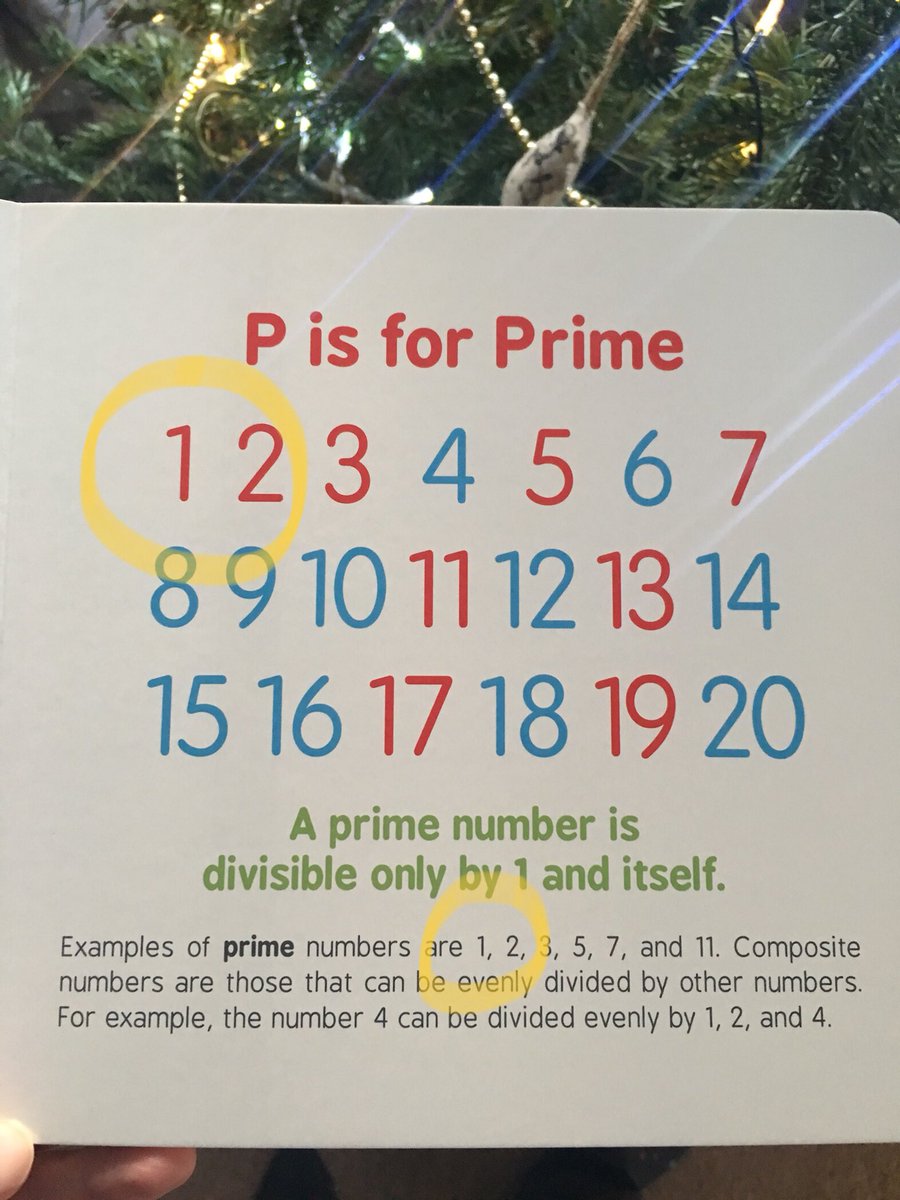 P is for Prime
1 2 3 4 5 6 7
8 9 10 11 12 13 14
15 16 17 18 19 20
A prime number is
divisible only by 1 and itself.
Examples of prime numbers are 1, 2, 3, 5, 7, and 11. Composite
numbers are those that can be evenly divided by other numbers.
For example, the number 4 can be divided evenly by 1, 2, and 4.